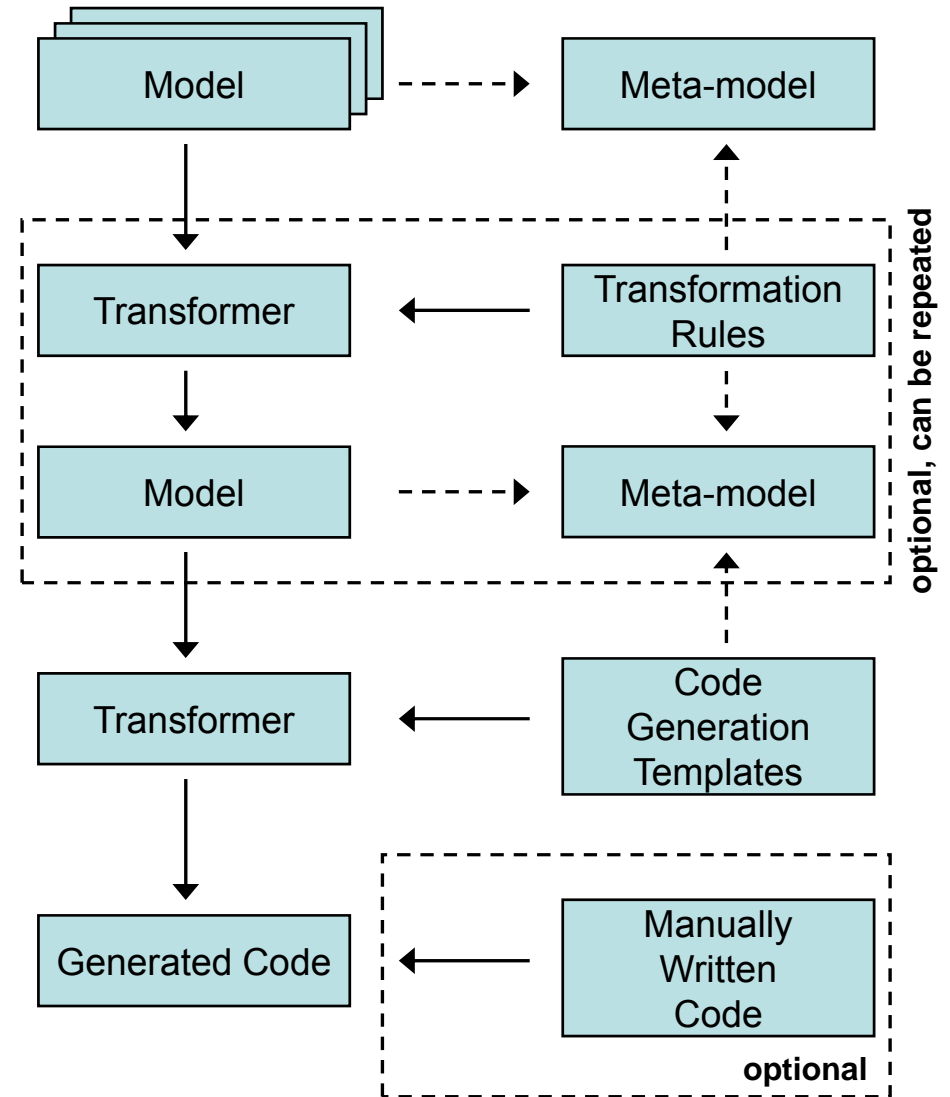 Model
Meta-model
Transformer
Transformation
Rules
Model
Meta-model
optional, can be repeated
Transformer
Code
Generation
Templates
Generated Code
Manually
Written
Code
optional